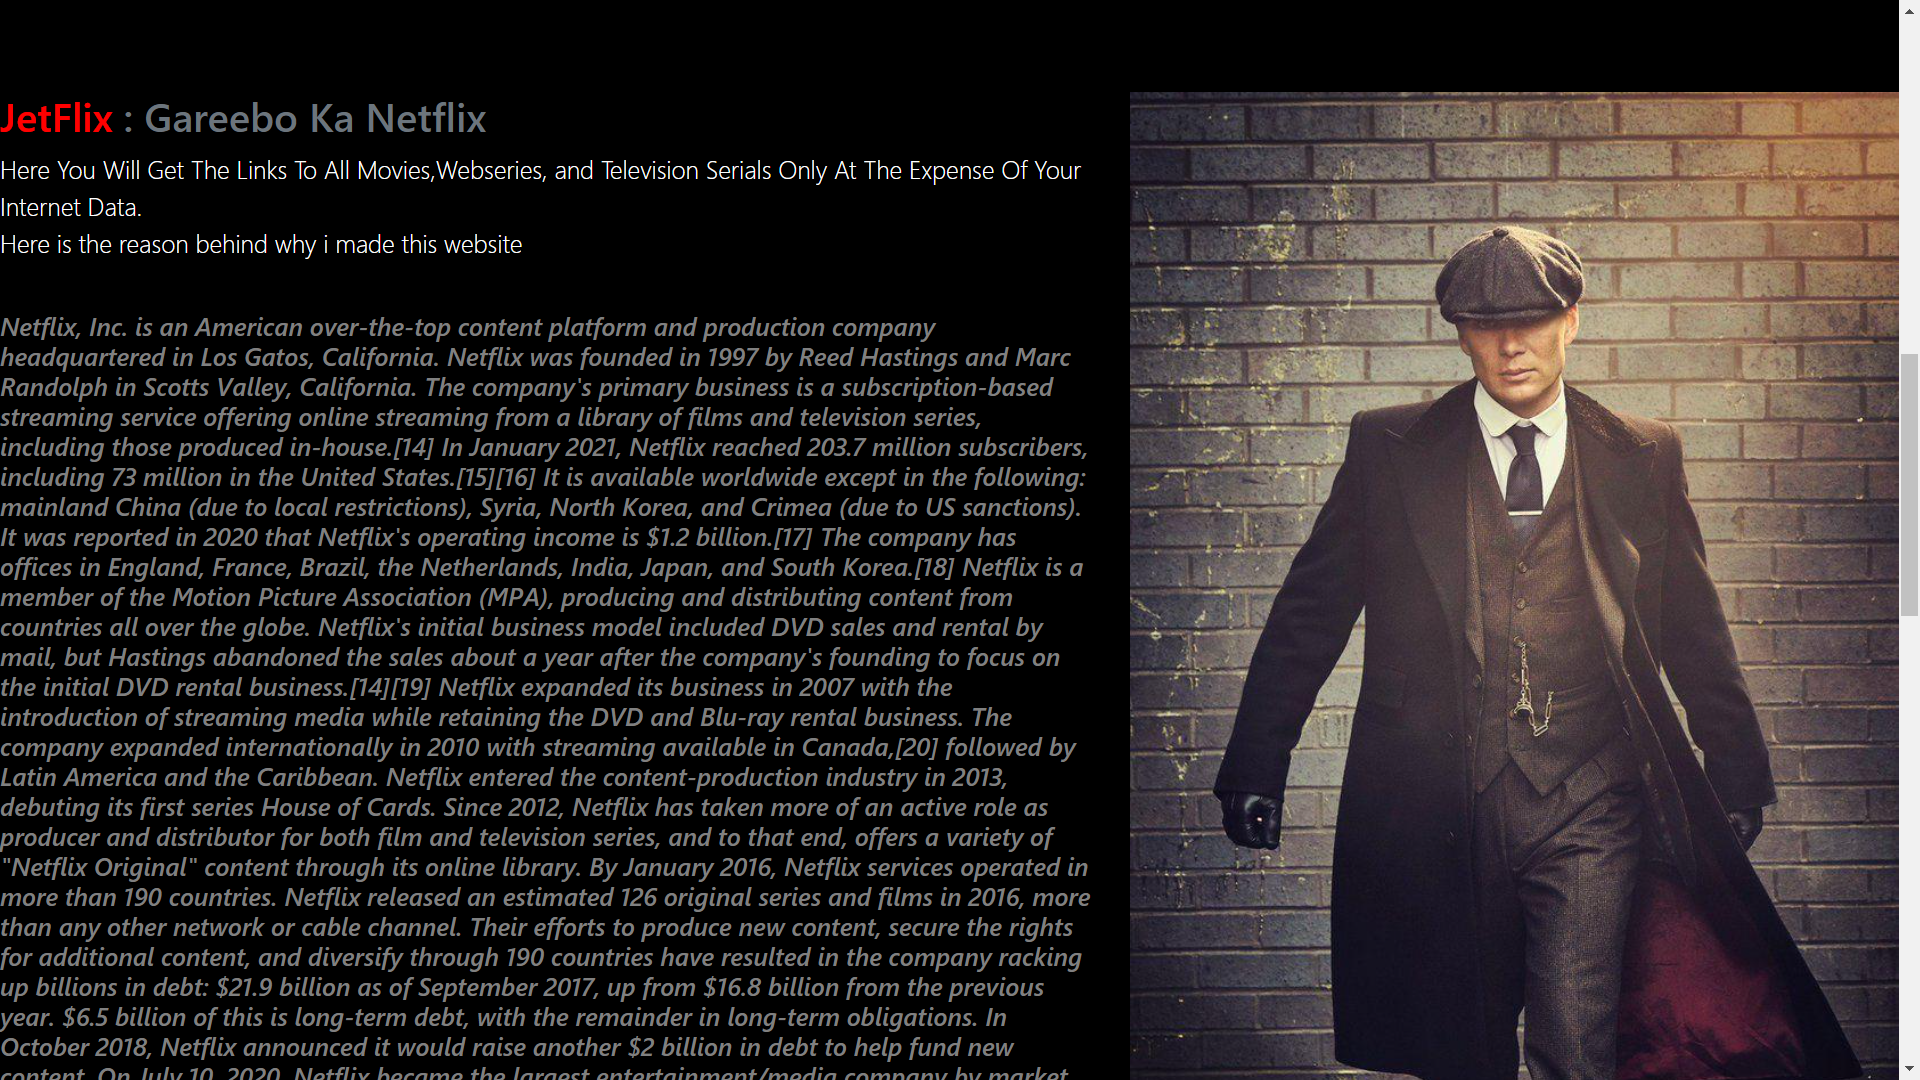 JetFlix : Gareebo Ka Netflix
Here You Will Get The Links To All Movies,Webseries, and Television Serials Only At The Expense Of Your
Internet Data.
Here is the reason behind why i made this website
Netflix, Inc. is an American over-the-top content platform and production company
headquartered in Los Gatos, California. Netflix was founded in 1997 by Reed Hastings and Marc
Randolph in Scotts Valley, California. The company's primary business is a subscription-based
streaming service offering online streaming from a library of films and television series,
including those produced in-house.[14] In January 2021, Netflix reached 203.7 million subscribers,
including 73 million in the United States.[15][16] It is available worldwide except in the following:
mainland China (due to local restrictions), Syria, North Korea, and Crimea (due to US sanctions).
It was reported in 2020 that Netflix's operating income is $1.2 billion.[17] The company has
offices in England, France, Brazil, the Netherlands, India, Japan, and South Korea.[18] Netflix is a
member of the Motion Picture Association (MPA), producing and distributing content from
countries all over the globe. Netflix's initial business model included DVD sales and rental by
mail, but Hastings abandoned the sales about a year after the company's founding to focus on
the initial DVD rental business.[14][19] Netflix expanded its business in 2007 with the
introduction of streaming media while retaining the DVD and Blu-ray rental business. The
company expanded internationally in 2010 with streaming available in Canada,[20] followed by
Latin America and the Caribbean. Netflix entered the content-production industry in 2013,
debuting its first series House of Cards. Since 2012, Netflix has taken more of an active role as
producer and distributor for both film and television series, and to that end, offers a variety of
"Netflix Original" content through its online library. By January 2016, Netflix services operated in
more than 190 countries. Netflix released an estimated 126 original series and films in 2016, more
than any other network or cable channel. Their efforts to produce new content, secure the rights
for additional content, and diversify through 190 countries have resulted in the company racking
up billions in debt: $21.9 billion as of September 2017, up from $16.8 billion from the previous
year. $6.5 billion of this is long-term debt, with the remainder in long-term obligations. In
October 2018, Netflix announced it would raise another $2 billion in debt to help fund new
content. On July 10, 2020, Netflix became the largest entertainment/media company by market